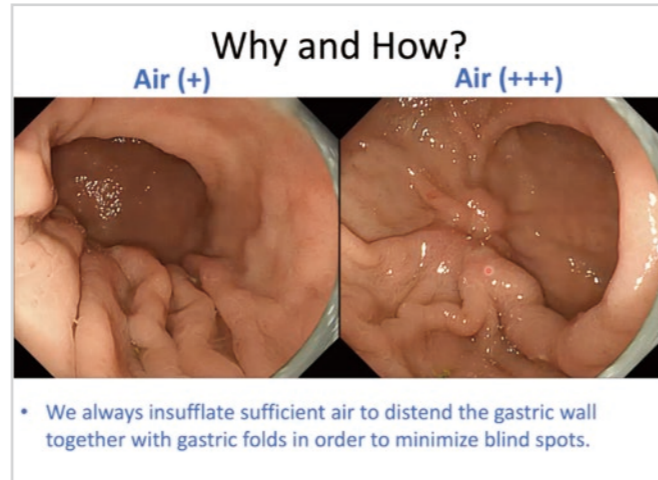 Why and How?
Air (+)
Air (+++)
• We always insufflate sufficient air to distend the gastric wall
together with gastric folds in order to minimize blind spots.